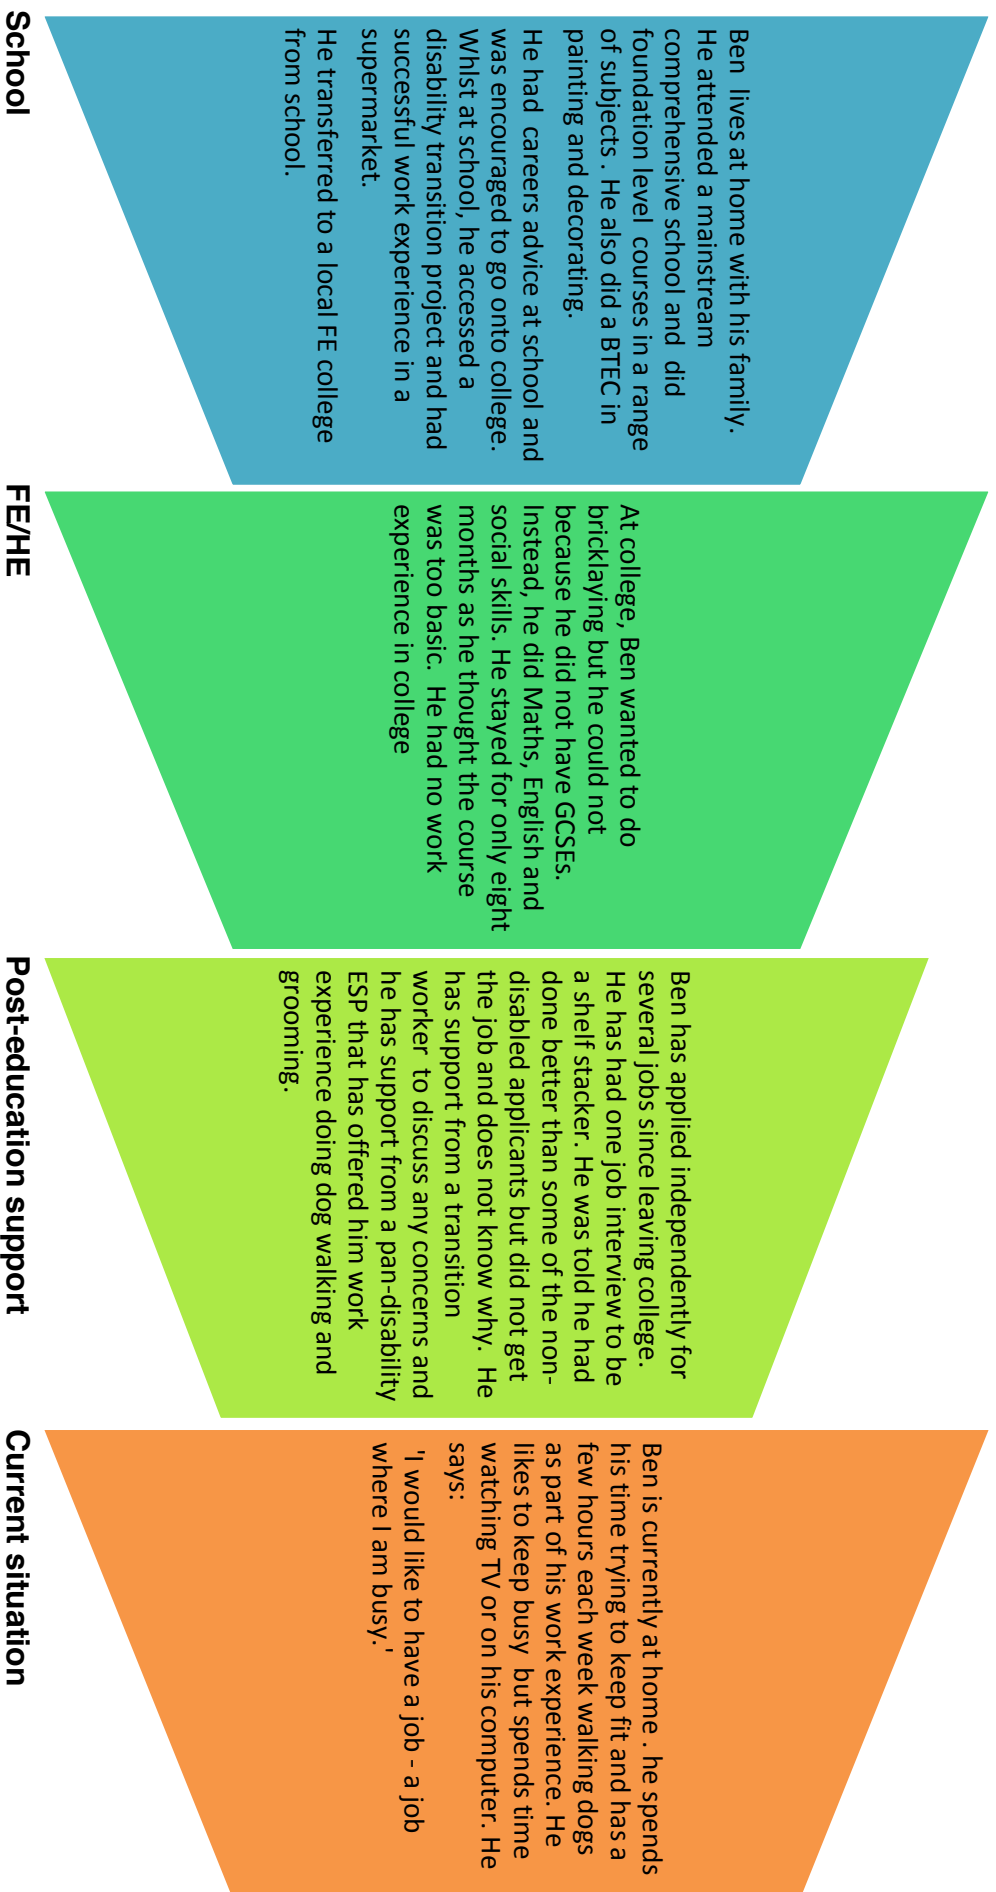 School
Ben  lives at home with his family.
He attended a mainstream
comprehensive school and  did
foundation level  courses in a range
of subjects . He also did a BTEC in
painting and decorating.
He had  careers advice at school and
was encouraged to go onto college.
Whlst at school, he accessed a
disability transition project and had
successful work experience in a
supermarket.
He transferred to a local FE college
from school.
FE/HE
At college, Ben wanted to do
bricklaying but he could not
because he did not have GCSEs.
Instead, he did Maths, English and
social skills. He stayed for only eight
months as he thought the course
was too basic.  He had no work
experience in college
Post-education support
Ben has applied independently for
several jobs since leaving college.
He has had one job interview to be
a shelf stacker. He was told he had
done better than some of the non-
disabled applicants but did not get
the job and does not know why.  He
has support from a transition
worker  to discuss any concerns and
he has support from a pan-disability
ESP that has offered him work
experience doing dog walking and
grooming.
Current situation
Ben is currently at home . he spends
his time trying to keep fit and has a
few hours each week walking dogs
as part of his work experience. He
likes to keep busy  but spends time
watching TV or on his computer. He
says:
'I would like to have a job - a job
where I am busy.'